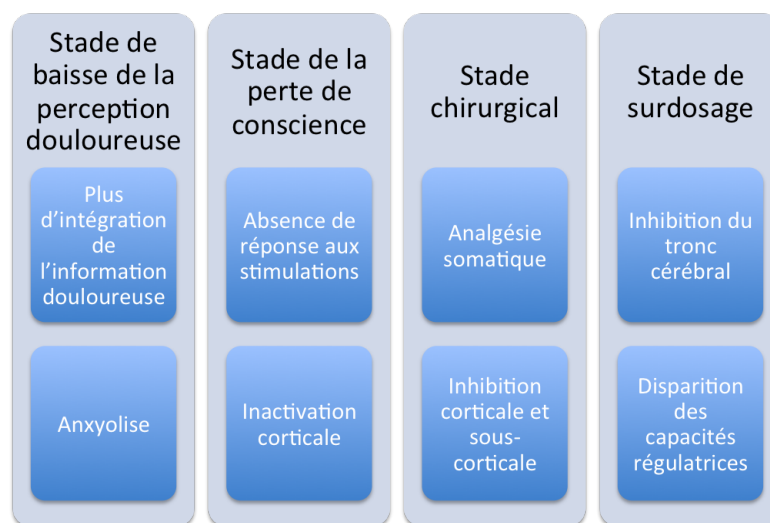 Stade de
baisse de la
perception
douloureuse
Plus
d'intégration
de
l'information
douloureuse
Anxyolise
Stade de la
perte de
conscience
Absence de
réponse aux
stimulations
Inactivation
corticale
Stade
chirurgical
Analgésie
somatique
Inhibition
corticale et
sous-
corticale
Stade de
surdosage
Inhibition du
tronc
cérébral
Disparition
des
capacités
régulatrices